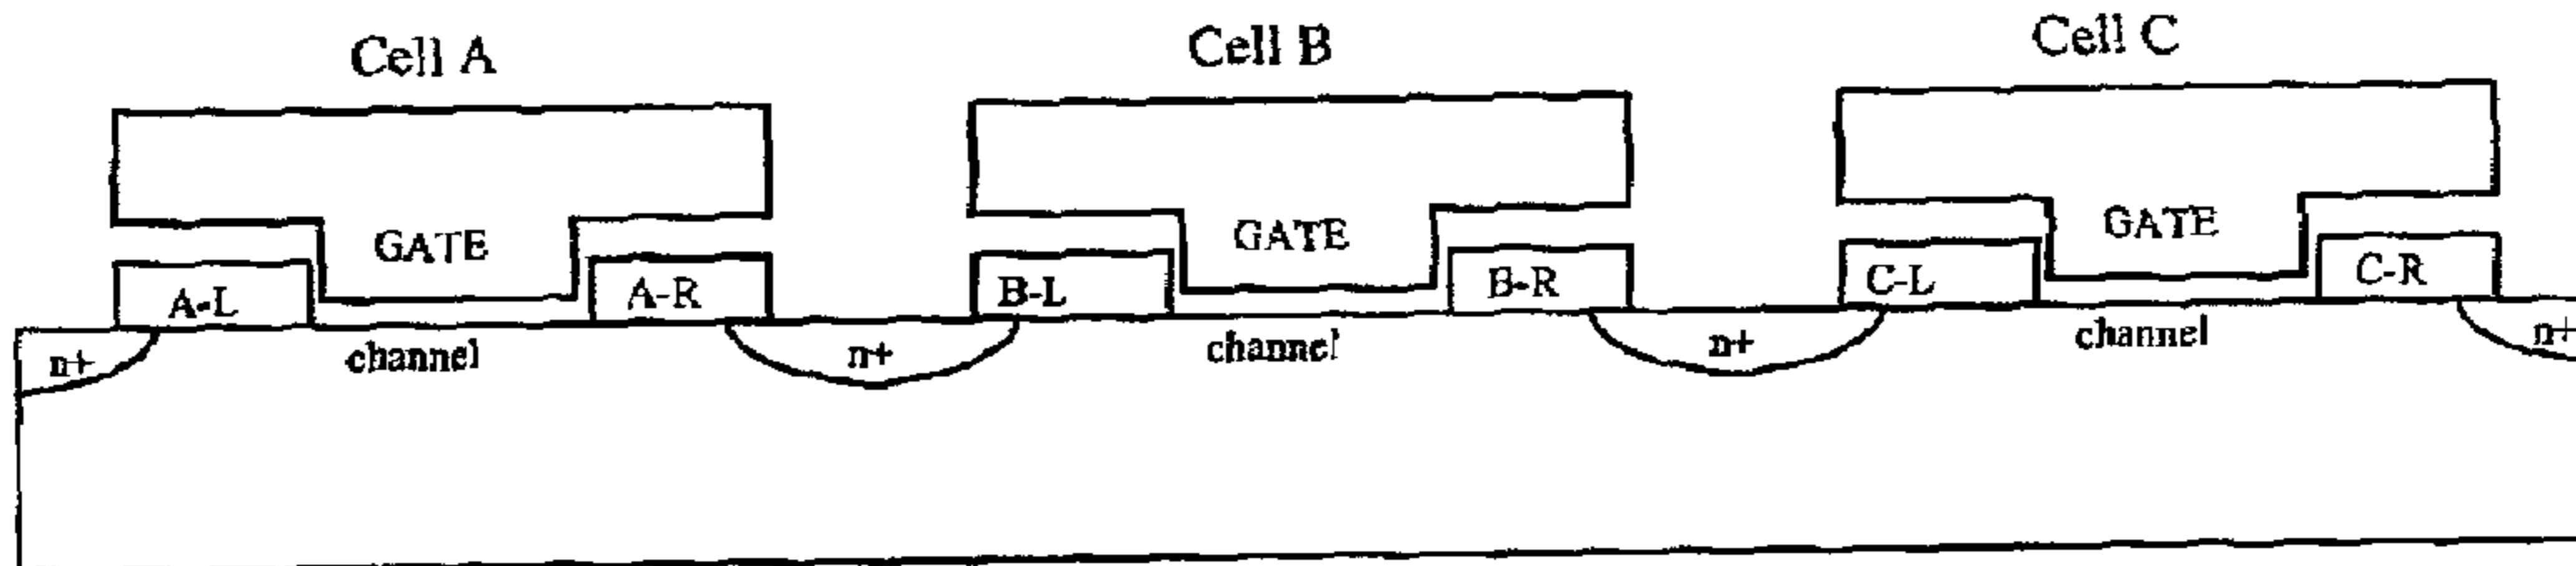 Cell A
Cell B
Cell C
GATE
GATE
GATE
A-L
A-R
B-L
B-R
C-L
C-R
n+
channel
n+
channel
n+
channel
n+